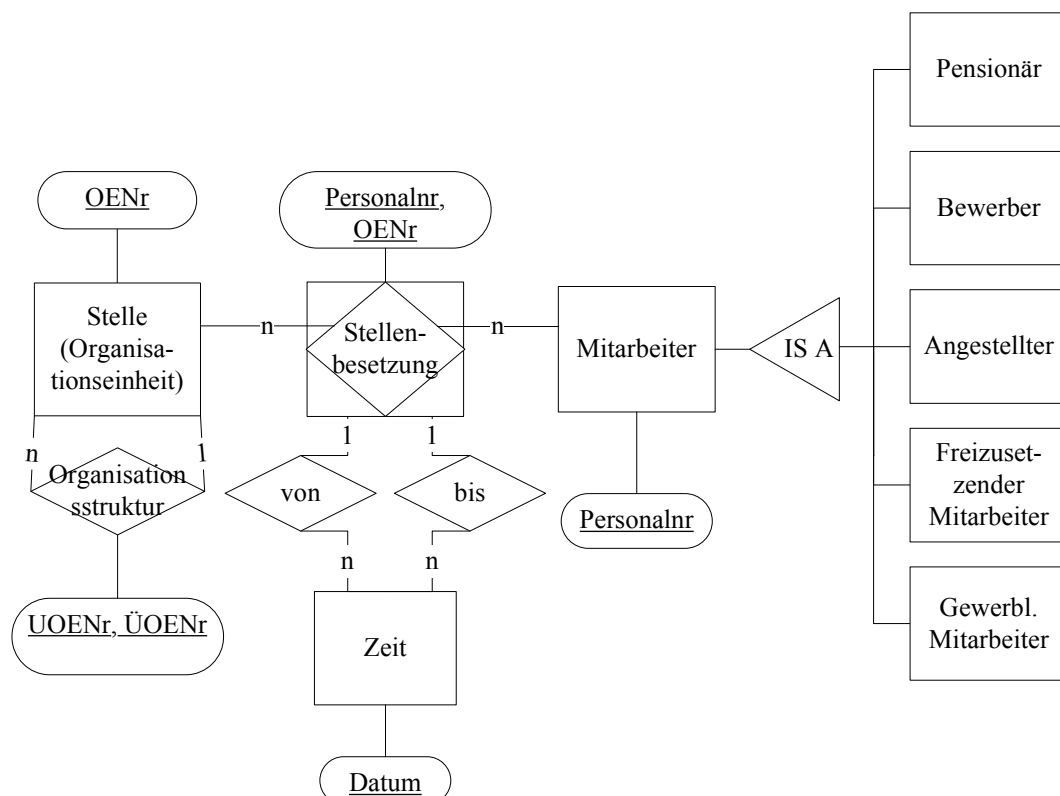 Pensionär
OENr
Personalnr,
OENr
Bewerber
Stelle
(Organisa-
tionseinheit)
n
Stellen-
besetzung
n
Mitarbeiter
IS A
Angestellter
n
1
Organisation
sstruktur
1
1
von
bis
Personalnr
Freizuset-
zender
Mitarbeiter
n
n
UOENr, ÜOENr
Zeit
Gewerbl.
Mitarbeiter
Datum